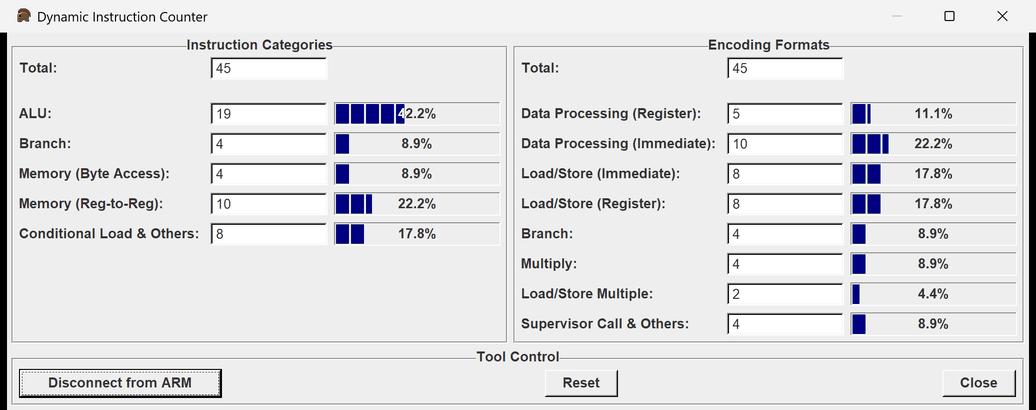 Dynamic Instruction Counter
Instruction Categories
Total: 45
ALU: 19 42.2%
Branch: 4 8.9%
Memory (Byte Access): 4 8.9%
Memory (Reg-to-Reg): 10 22.2%
Conditional Load & Others: 8 17.8%
Encoding Formats
Total: 45
Data Processing (Register): 5 11.1%
Data Processing (Immediate): 10 22.2%
Load/Store (Immediate): 8 17.8%
Load/Store (Register): 8 17.8%
Branch: 4 8.9%
Multiply: 4 8.9%
Load/Store Multiple: 2 4.4%
Supervisor Call & Others: 4 8.9%
Tool Control
Disconnect from ARM Reset Close